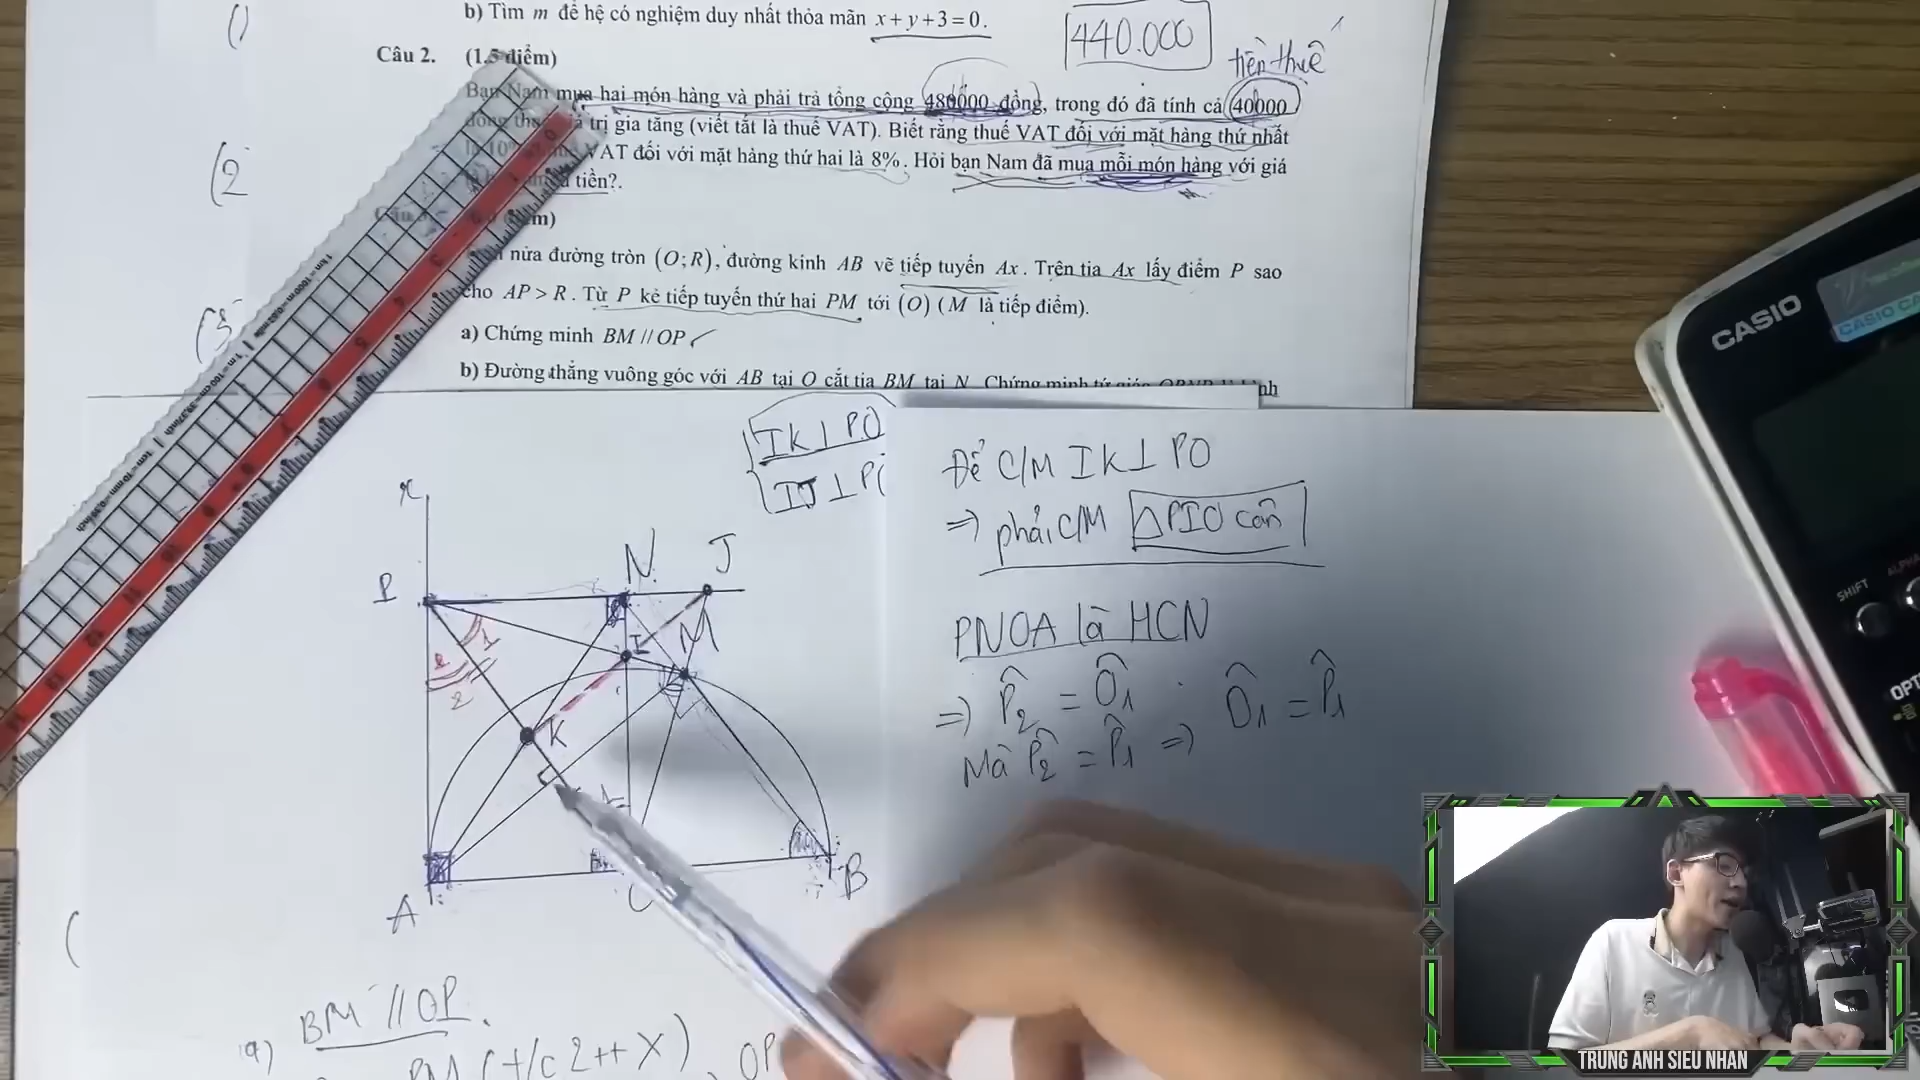 b) Tìm m để hệ có nghiệm duy nhất thỏa mãn x + y + 3 = 0.
440.000
tiền thuế
Câu 2. (1.5 điểm)
Bạn Nam mua hai món hàng và phải trả tổng cộng 480000 đồng, trong đó đã tính cả 40000
trị gia tăng (viết tắt là thuế VAT). Biết rằng thuế VAT đối với mặt hàng thứ nhất
VAT đối với mặt hàng thứ hai là 8%. Hỏi bạn Nam đã mua mỗi món hàng với giá
tiền?.
nửa đường tròn (O; R), đường kính AB vẽ tiếp tuyến Ax. Trên tia Ax lấy điểm P sao
cho AP > R. Từ P kẻ tiếp tuyến thứ hai PM tới (O) (M là tiếp điểm).
a) Chứng minh BM // OP
b) Đường thẳng vuông góc với AB tại O cắt tia BM tại N. Chứng minh tứ giác
IK ⊥ PO
IJ ⊥ P
Để C/M IK ⊥ PO
=> phải C/M △PIO cân
PNOA là HCN
=> P̂2 = Ô1
Ô1 = P̂1
Mà P̂2 = P̂1 =>
x
P
N
J
I
M
1
2
K
A
B
a) BM // OP.
CASIO
SHIFT
ALPHA
TRUNG ANH SIEU NHAN